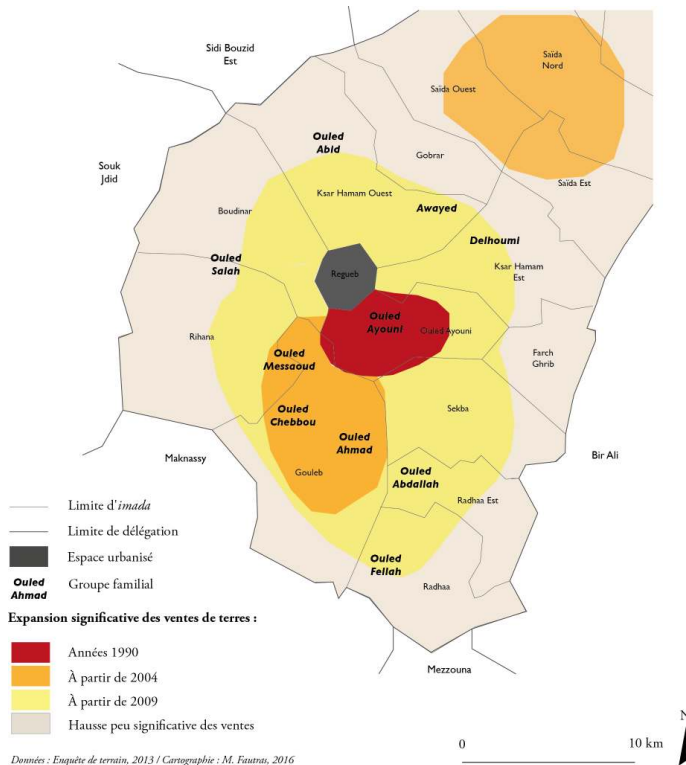 Sidi Bouzid
Est
Saïda
Nord
Saïda Ouest
Ouled
Abid
Gobrar
Souk
Jdid
Saïda Est
Ksar Hamam Ouest
Boudinar
Awayed
Delhoumi
Ouled
Salah
Ksar Hamam
Est
Regueb
Ouled
Ayouni
Ouled Ayouni
Rihana
Ouled
Messaoud
Farch
Ghrib
Ouled
Chebbou
Sekba
Ouled
Ahmad
Maknassy
Bir Ali
Gouleb
Ouled
Abdallah
Radhaa Est
Limite d'imada
Limite de délégation
Espace urbanisé
Ouled
Ahmad
Groupe familial
Ouled
Fellah
Radhaa
Expansion significative des ventes de terres :
Années 1990
À partir de 2004
À partir de 2009
Hausse peu significative des ventes
Mezzouna
N
0 10 km
Données : Enquête de terrain, 2013 / Cartographie : M. Fautras, 2016